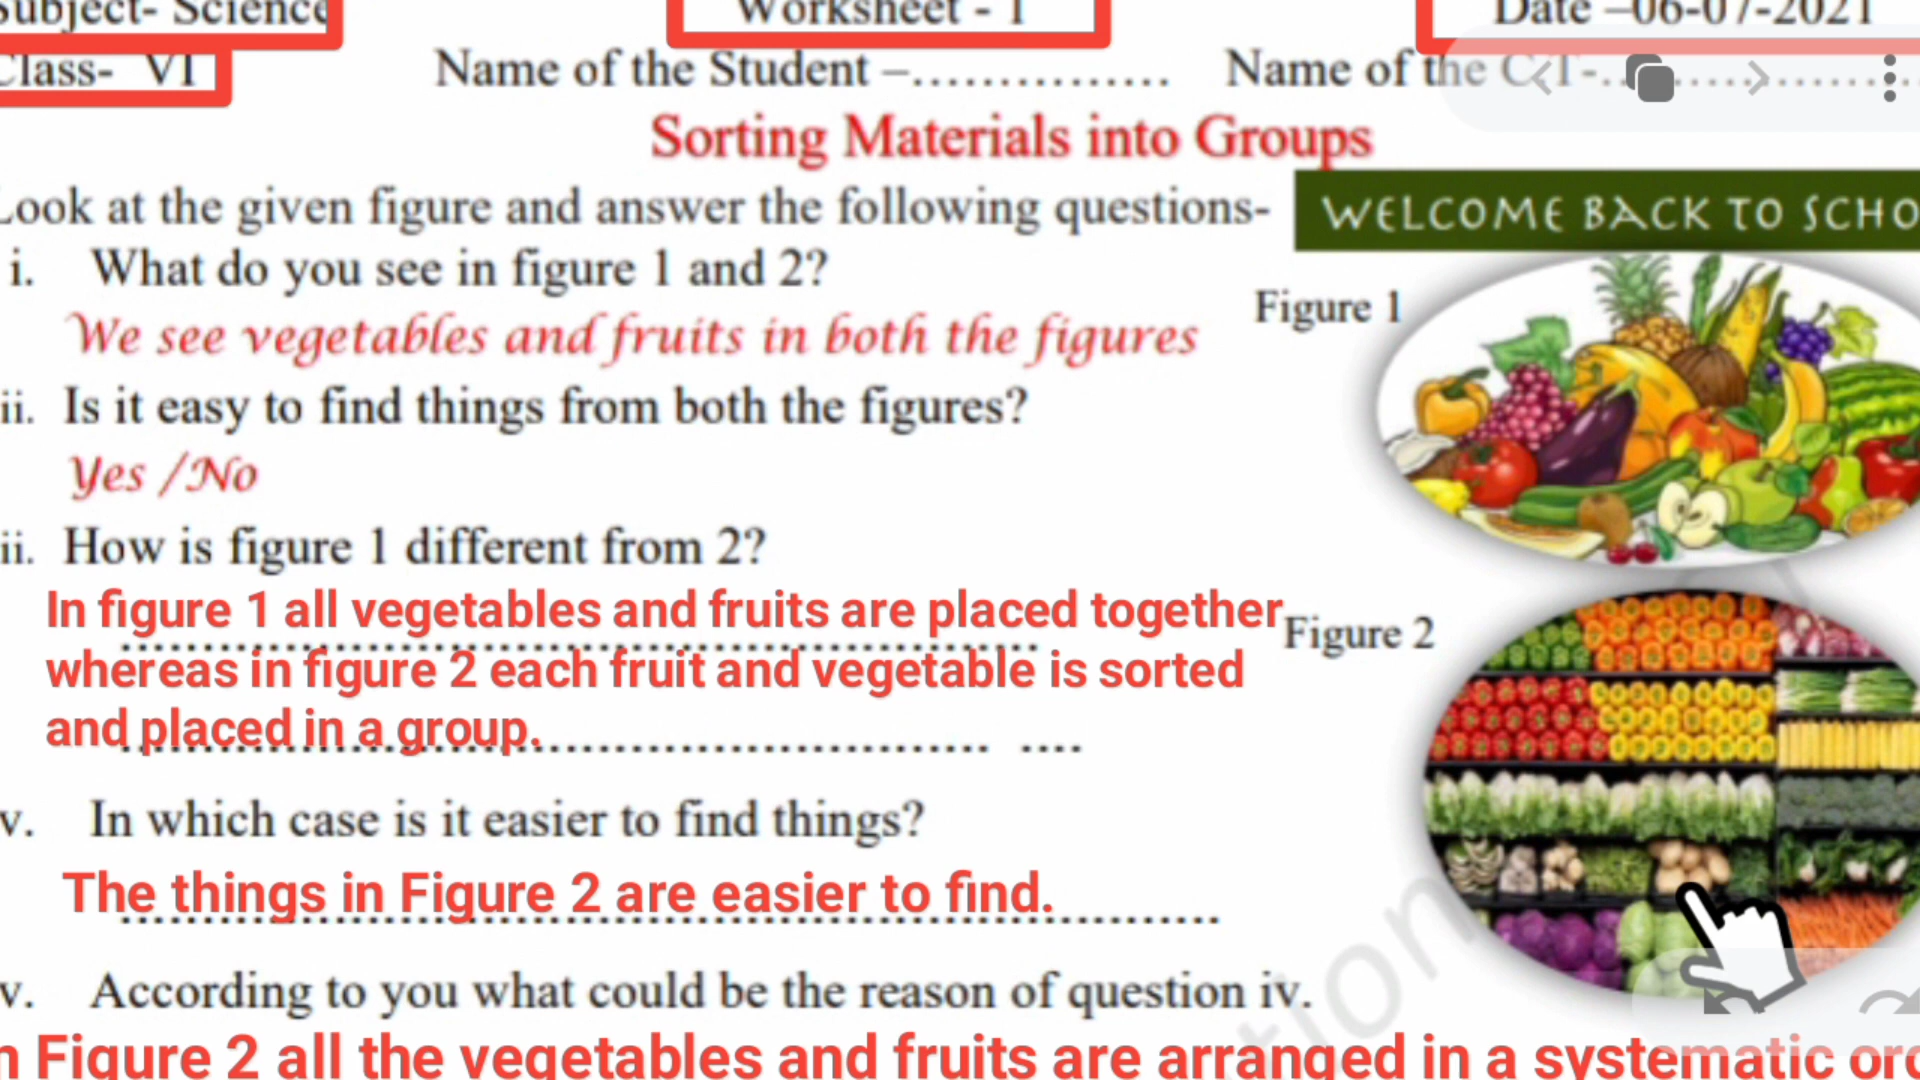 Subject- Science Worksheet - 1 Date –06-07-2021
Class- VI Name of the Student –............... Name of the CT-..............
Sorting Materials into Groups
Look at the given figure and answer the following questions-
WELCOME BACK TO SCHO
i. What do you see in figure 1 and 2?
We see vegetables and fruits in both the figures
Figure 1
ii. Is it easy to find things from both the figures?
Yes /No
ii. How is figure 1 different from 2?
In figure 1 all vegetables and fruits are placed together
Figure 2
whereas in figure 2 each fruit and vegetable is sorted
and placed in a group.
v. In which case is it easier to find things?
The things in Figure 2 are easier to find.
v. According to you what could be the reason of question iv.
n Figure 2 all the vegetables and fruits are arranged in a systematic ord
tion